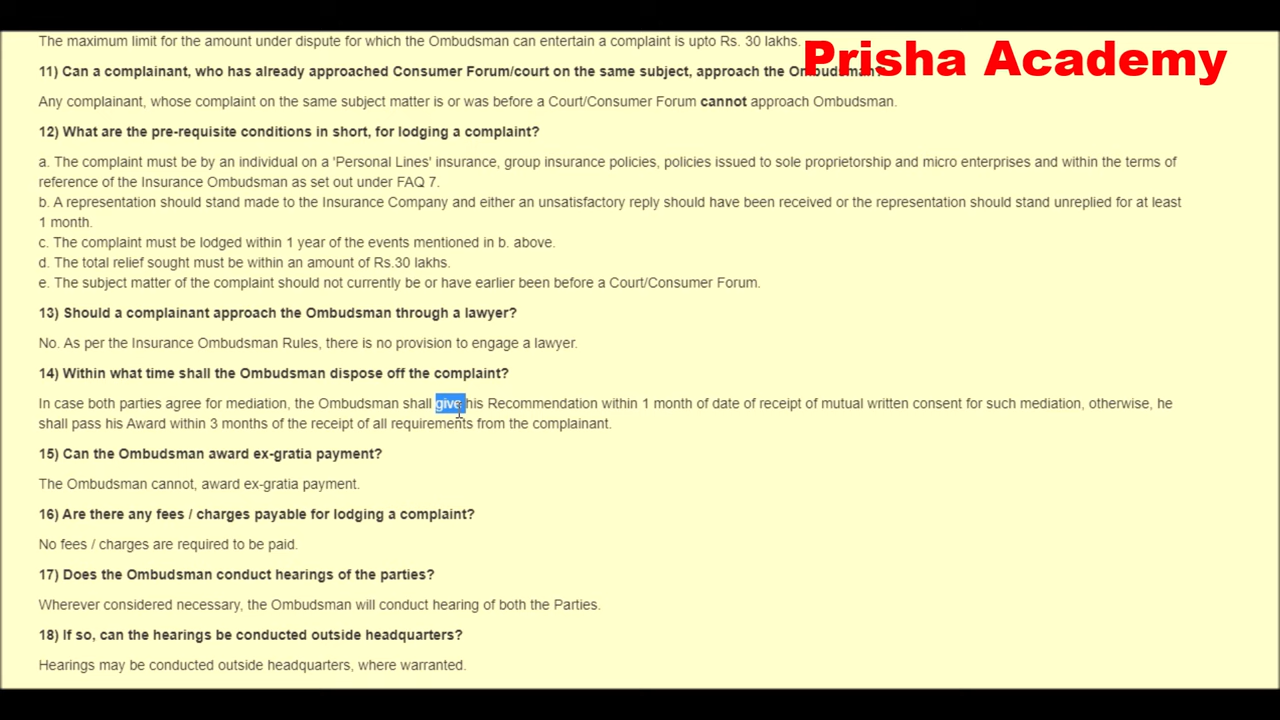 The maximum limit for the amount under dispute for which the Ombudsman can entertain a complaint is upto Rs. 30 lakhs.
Prisha Academy
11) Can a complainant, who has already approached Consumer Forum/court on the same subject, approach the Ombudsman?
Any complainant, whose complaint on the same subject matter is or was before a Court/Consumer Forum cannot approach Ombudsman.
12) What are the pre-requisite conditions in short, for lodging a complaint?
a. The complaint must be by an individual on a 'Personal Lines' insurance, group insurance policies, policies issued to sole proprietorship and micro enterprises and within the terms of
reference of the Insurance Ombudsman as set out under FAQ 7.
b. A representation should stand made to the Insurance Company and either an unsatisfactory reply should have been received or the representation should stand unreplied for at least
1 month.
c. The complaint must be lodged within 1 year of the events mentioned in b. above.
d. The total relief sought must be within an amount of Rs.30 lakhs.
e. The subject matter of the complaint should not currently be or have earlier been before a Court/Consumer Forum.
13) Should a complainant approach the Ombudsman through a lawyer?
No. As per the Insurance Ombudsman Rules, there is no provision to engage a lawyer.
14) Within what time shall the Ombudsman dispose off the complaint?
In case both parties agree for mediation, the Ombudsman shall give his Recommendation within 1 month of date of receipt of mutual written consent for such mediation, otherwise, he
shall pass his Award within 3 months of the receipt of all requirements from the complainant.
15) Can the Ombudsman award ex-gratia payment?
The Ombudsman cannot, award ex-gratia payment.
16) Are there any fees / charges payable for lodging a complaint?
No fees / charges are required to be paid.
17) Does the Ombudsman conduct hearings of the parties?
Wherever considered necessary, the Ombudsman will conduct hearing of both the Parties.
18) If so, can the hearings be conducted outside headquarters?
Hearings may be conducted outside headquarters, where warranted.